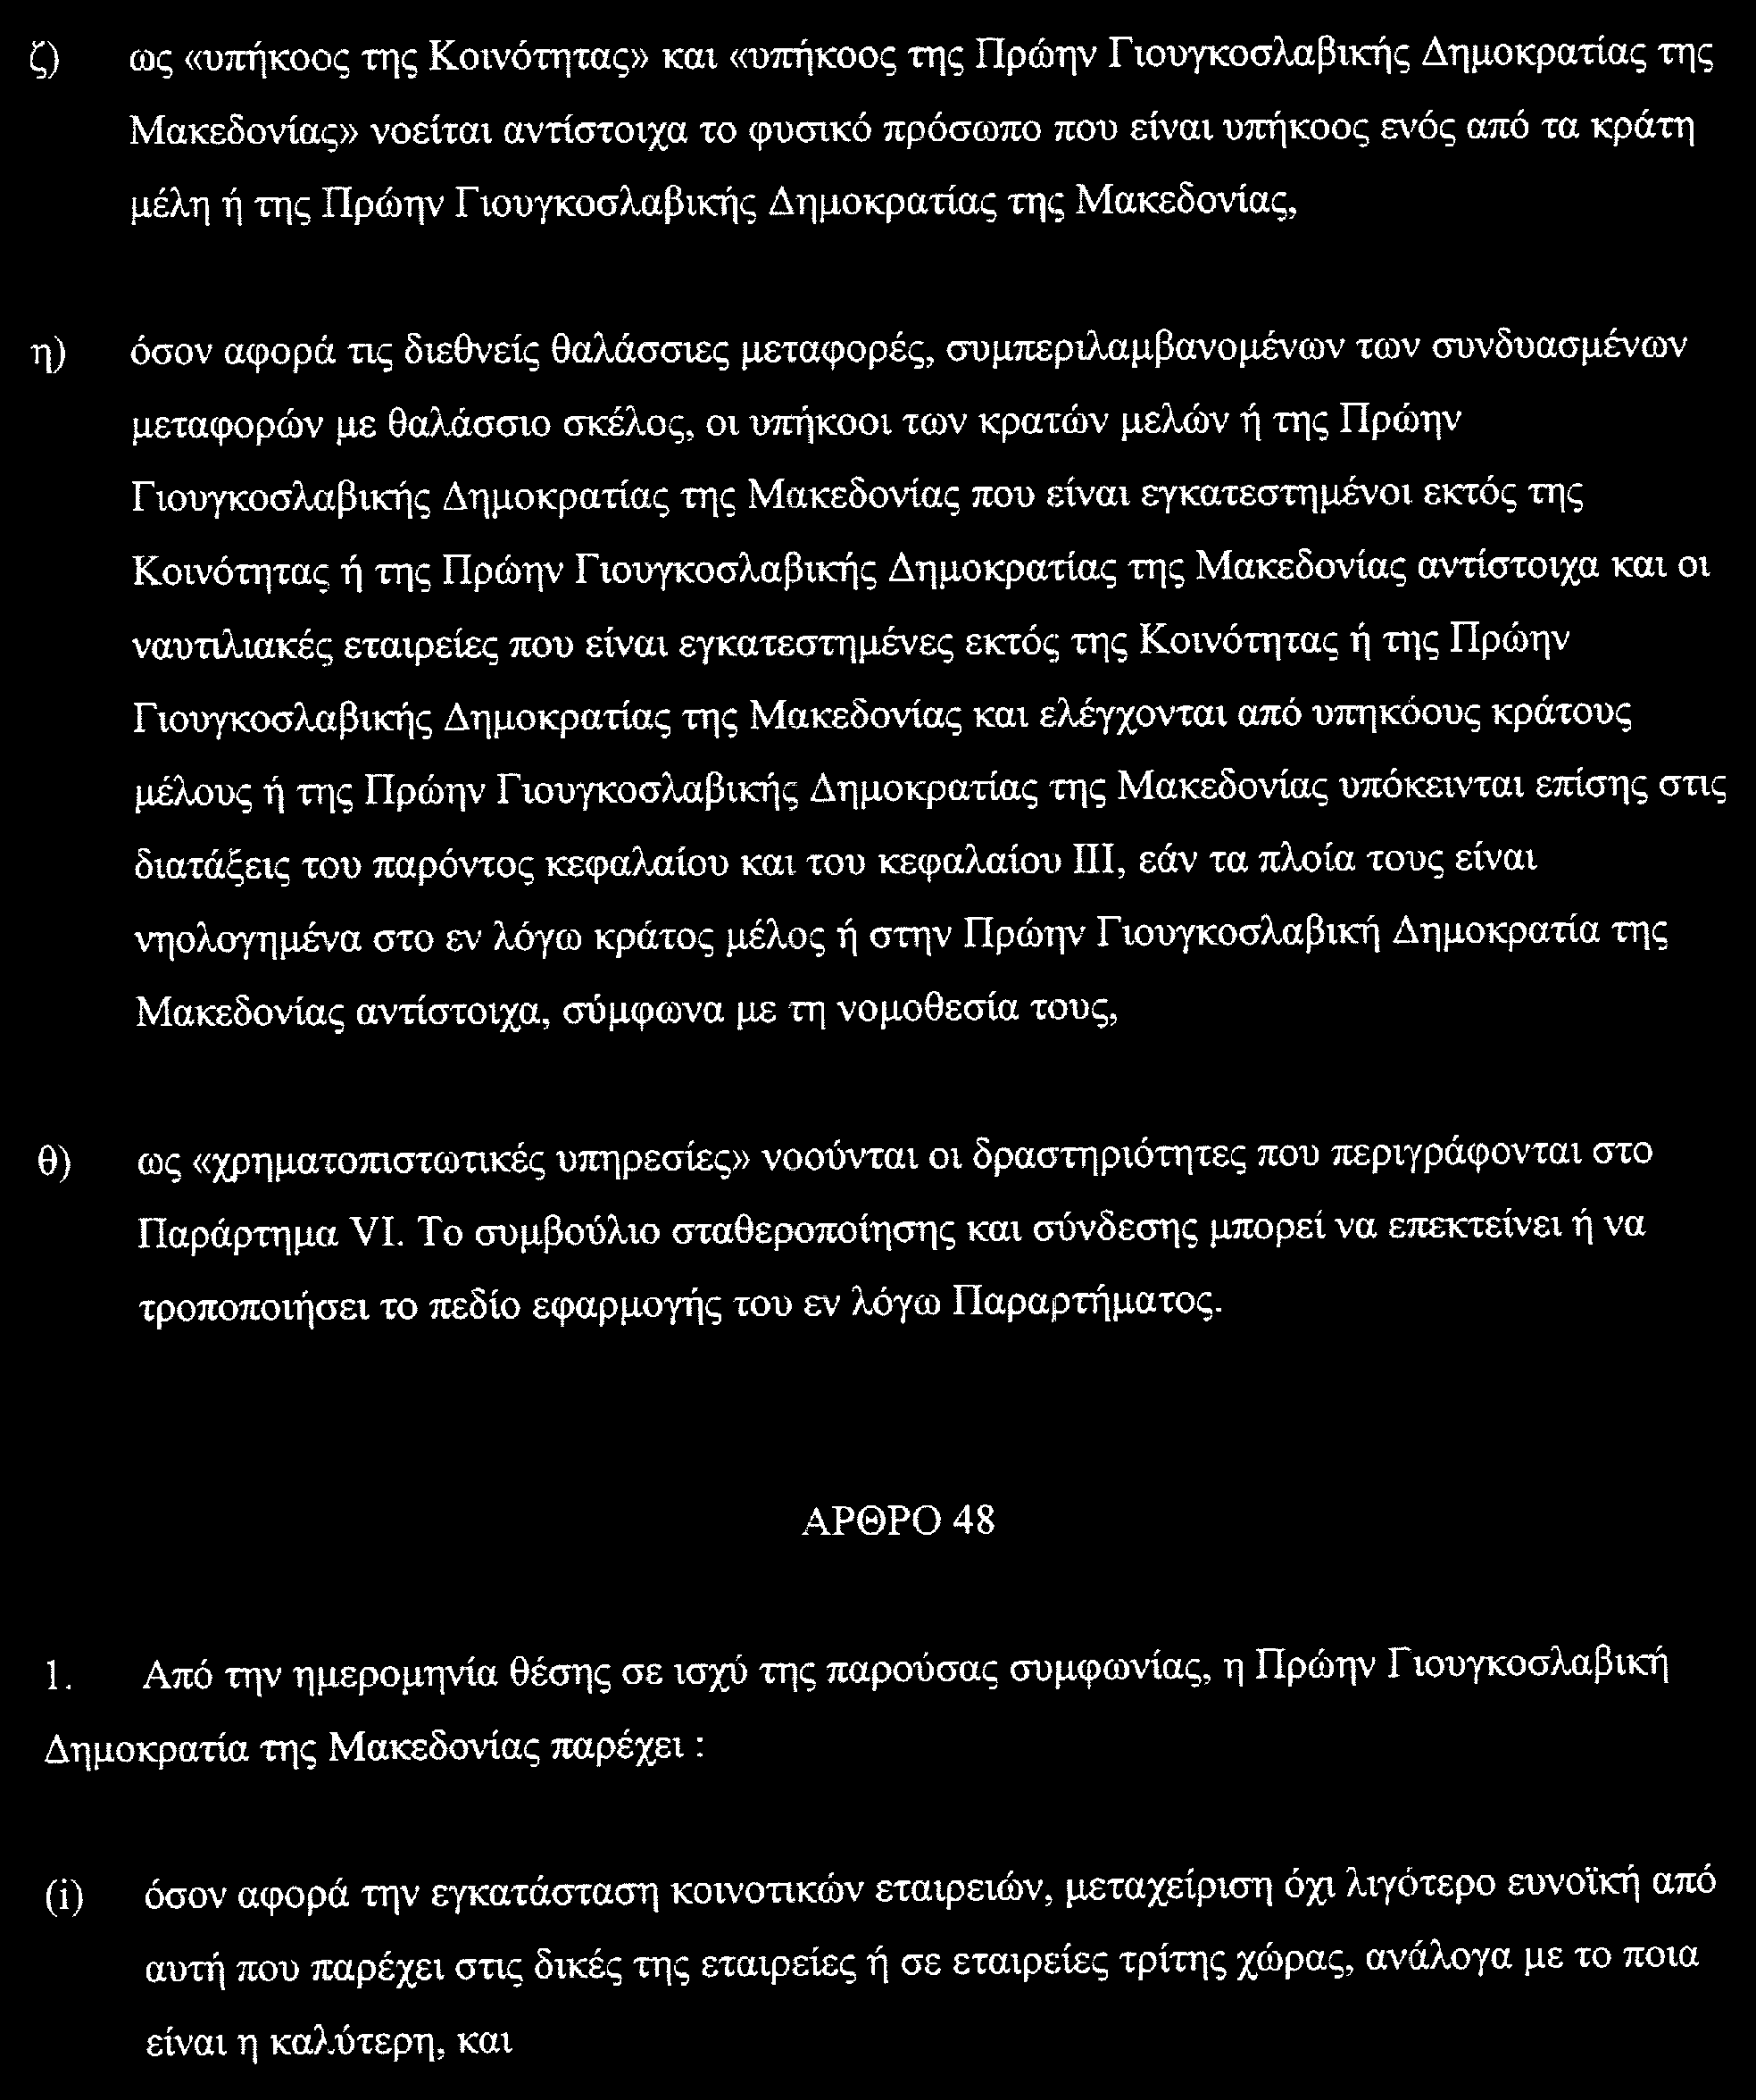 ζ) ως «υπήκοος της Κοινότητας» και «υπήκοος της Πρώην Γιουγκοσλαβικής Δημοκρατίας της
Μακεδονίας» νοείται αντίστοιχα το φυσικό πρόσωπο που είναι υπήκοος ενός από τα κράτη
μέλη ή της Πρώην Γιουγκοσλαβικής Δημοκρατίας της Μακεδονίας,
η) όσον αφορά τις διεθνείς θαλάσσιες μεταφορές, συμπεριλαμβανομένων των συνδυασμένων
μεταφορών με θαλάσσιο σκέλος, οι υπήκοοι των κρατών μελών ή της Πρώην
Γιουγκοσλαβικής Δημοκρατίας της Μακεδονίας που είναι εγκατεστημένοι εκτός της
Κοινότητας ή της Πρώην Γιουγκοσλαβικής Δημοκρατίας της Μακεδονίας αντίστοιχα και οι
ναυτιλιακές εταιρείες που είναι εγκατεστημένες εκτός της Κοινότητας ή της Πρώην
Γιουγκοσλαβικής Δημοκρατίας της Μακεδονίας και ελέγχονται από υπηκόους κράτους
μέλους ή της Πρώην Γιουγκοσλαβικής Δημοκρατίας της Μακεδονίας υπόκεινται επίσης στις
διατάξεις του παρόντος κεφαλαίου και του κεφαλαίου ΙΙΙ, εάν τα πλοία τους είναι
νηολογημένα στο εν λόγω κράτος μέλος ή στην Πρώην Γιουγκοσλαβική Δημοκρατία της
Μακεδονίας αντίστοιχα, σύμφωνα με τη νομοθεσία τους,
θ) ως «χρηματοπιστωτικές υπηρεσίες» νοούνται οι δραστηριότητες που περιγράφονται στο
Παράρτημα VI. Το συμβούλιο σταθεροποίησης και σύνδεσης μπορεί να επεκτείνει ή να
τροποποιήσει το πεδίο εφαρμογής του εν λόγω Παραρτήματος.
ΑΡΘΡΟ 48
1. Από την ημερομηνία θέσης σε ισχύ της παρούσας συμφωνίας, η Πρώην Γιουγκοσλαβική
Δημοκρατία της Μακεδονίας παρέχει :
(i) όσον αφορά την εγκατάσταση κοινοτικών εταιρειών, μεταχείριση όχι λιγότερο ευνοϊκή από
αυτή που παρέχει στις δικές της εταιρείες ή σε εταιρείες τρίτης χώρας, ανάλογα με το ποια
είναι η καλύτερη, και